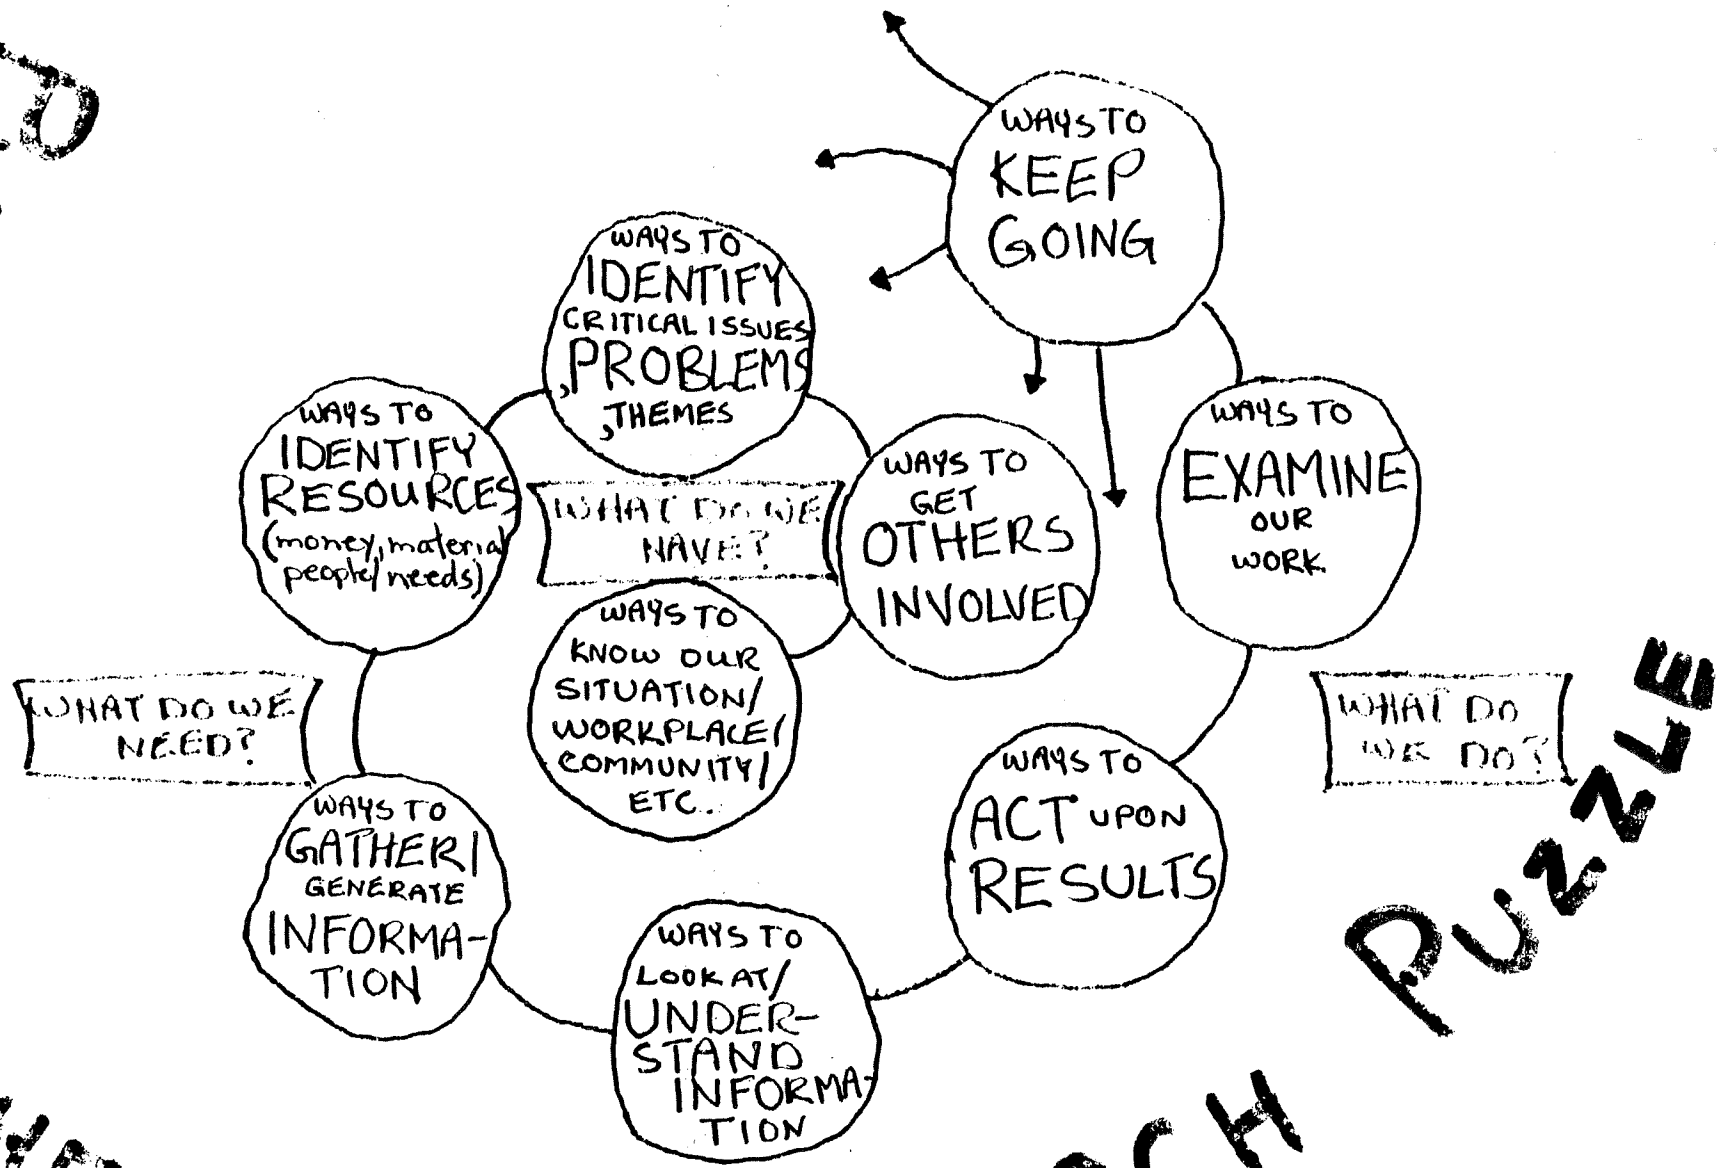 WAYS TO
KEEP
GOING
WAYS TO
IDENTIFY
CRITICAL ISSUES
,PROBLEMS
,THEMES
WAYS TO
IDENTIFY
RESOURCES
(money, material
people/needs)
WHAT DO WE
HAVE?
WAYS TO
GET
OTHERS
INVOLVED
WAYS TO
EXAMINE
OUR
WORK.
WAYS TO
KNOW OUR
SITUATION/
WORKPLACE/
COMMUNITY/
ETC..
WHAT DO WE
NEED?
WHAT DO
WE DO?
WAYS TO
GATHER/
GENERATE
INFORMA-
TION
WAYS TO
ACT UPON
RESULTS
WAYS TO
LOOK AT/
UNDER-
STAND
INFORMA-
TION
PUZZLE